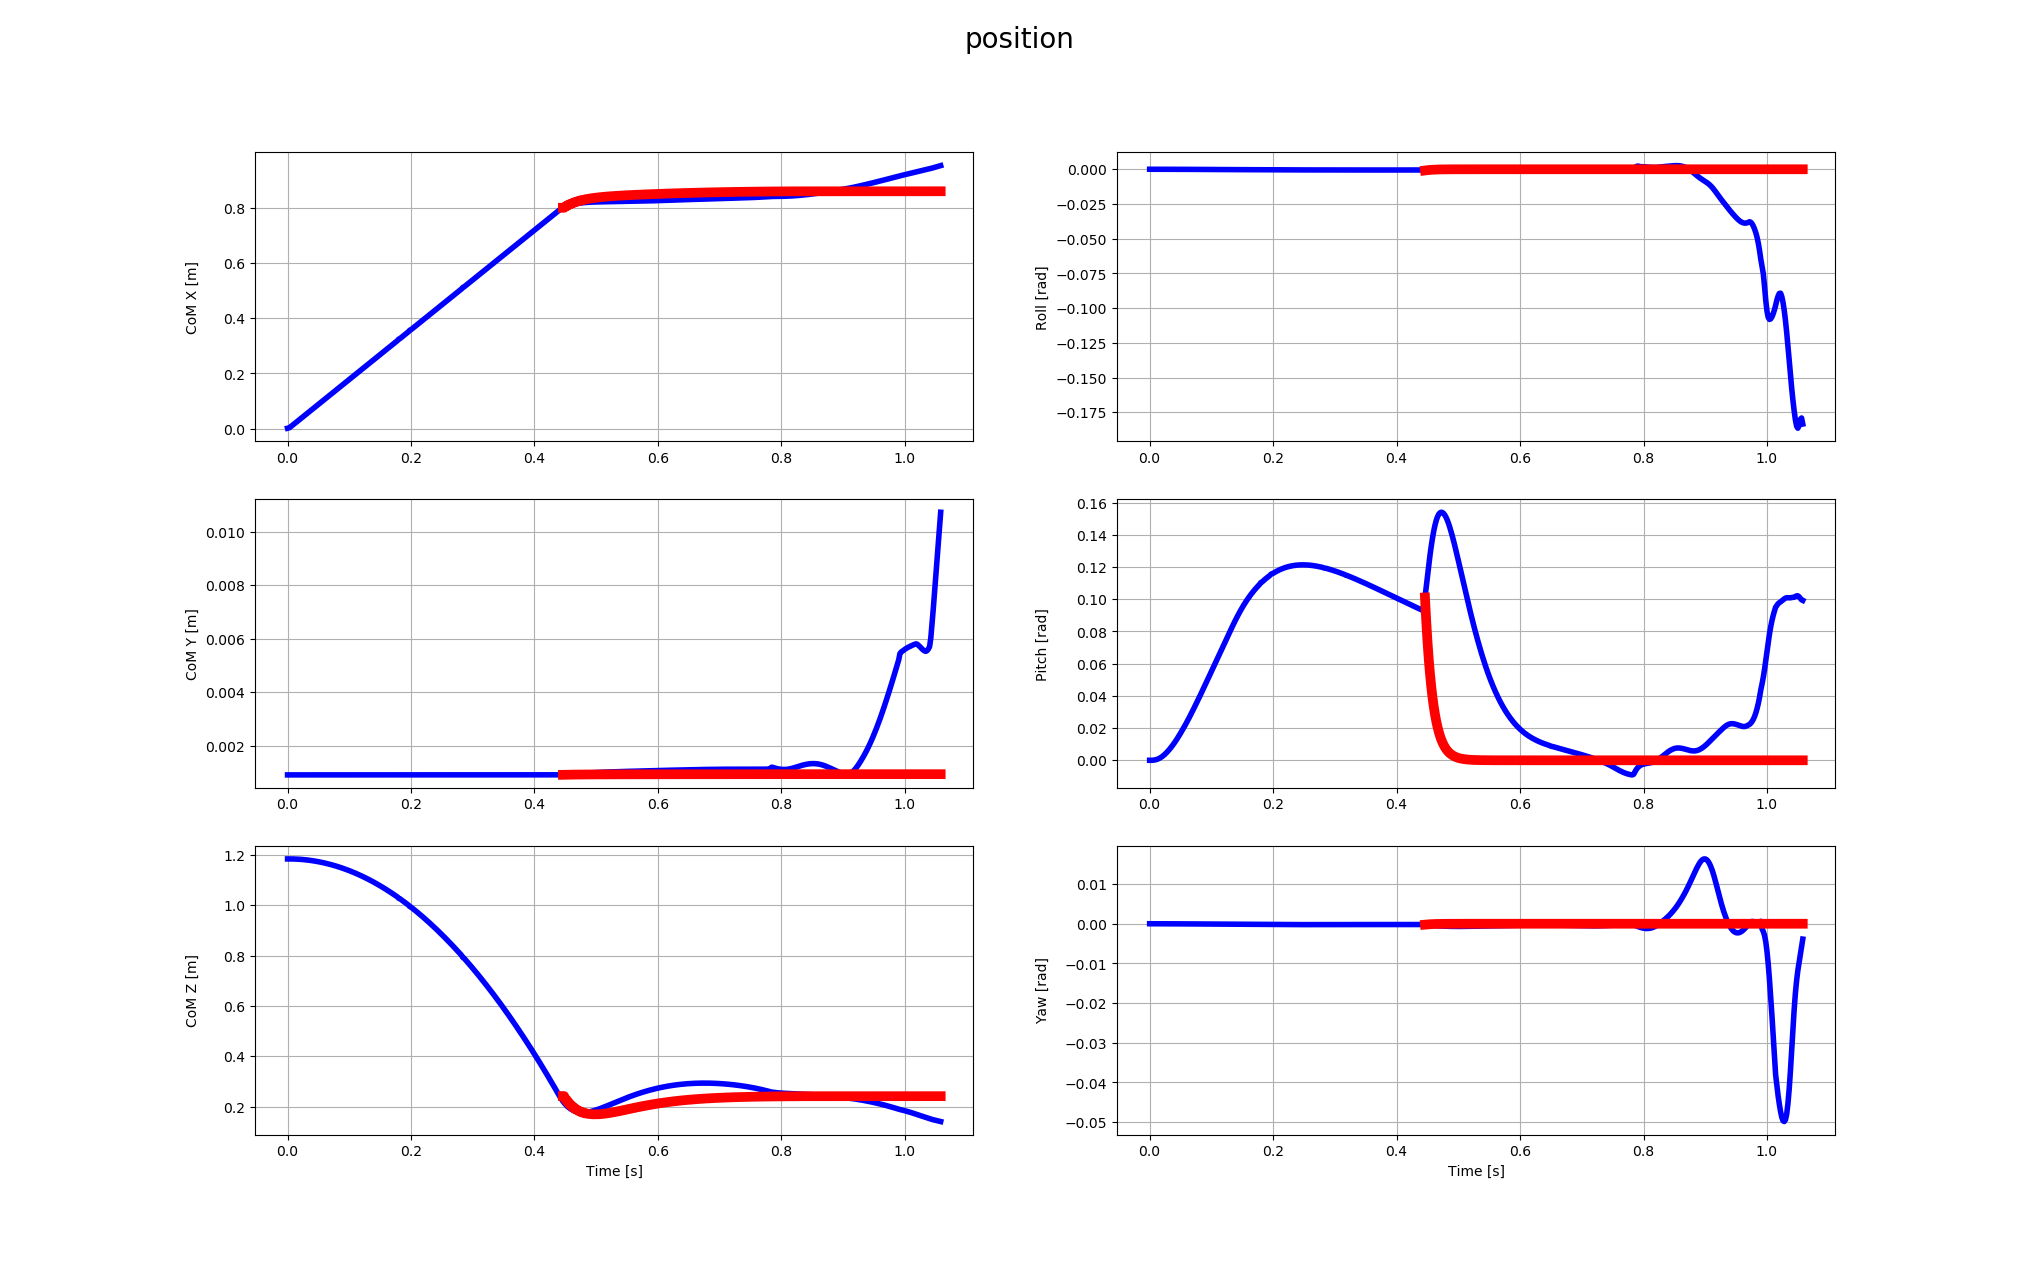 position
CoM X [m]
0.8
0.6
0.4
0.2
0.0
0.0 0.2 0.4 0.6 0.8 1.0
Roll [rad]
0.000
−0.025
−0.050
−0.075
−0.100
−0.125
−0.150
−0.175
0.0 0.2 0.4 0.6 0.8 1.0
CoM Y [m]
0.010
0.008
0.006
0.004
0.002
0.0 0.2 0.4 0.6 0.8 1.0
Pitch [rad]
0.16
0.14
0.12
0.10
0.08
0.06
0.04
0.02
0.00
0.0 0.2 0.4 0.6 0.8 1.0
CoM Z [m]
1.2
1.0
0.8
0.6
0.4
0.2
0.0 0.2 0.4 0.6 0.8 1.0
Time [s]
Yaw [rad]
0.01
0.00
−0.01
−0.02
−0.03
−0.04
−0.05
0.0 0.2 0.4 0.6 0.8 1.0
Time [s]